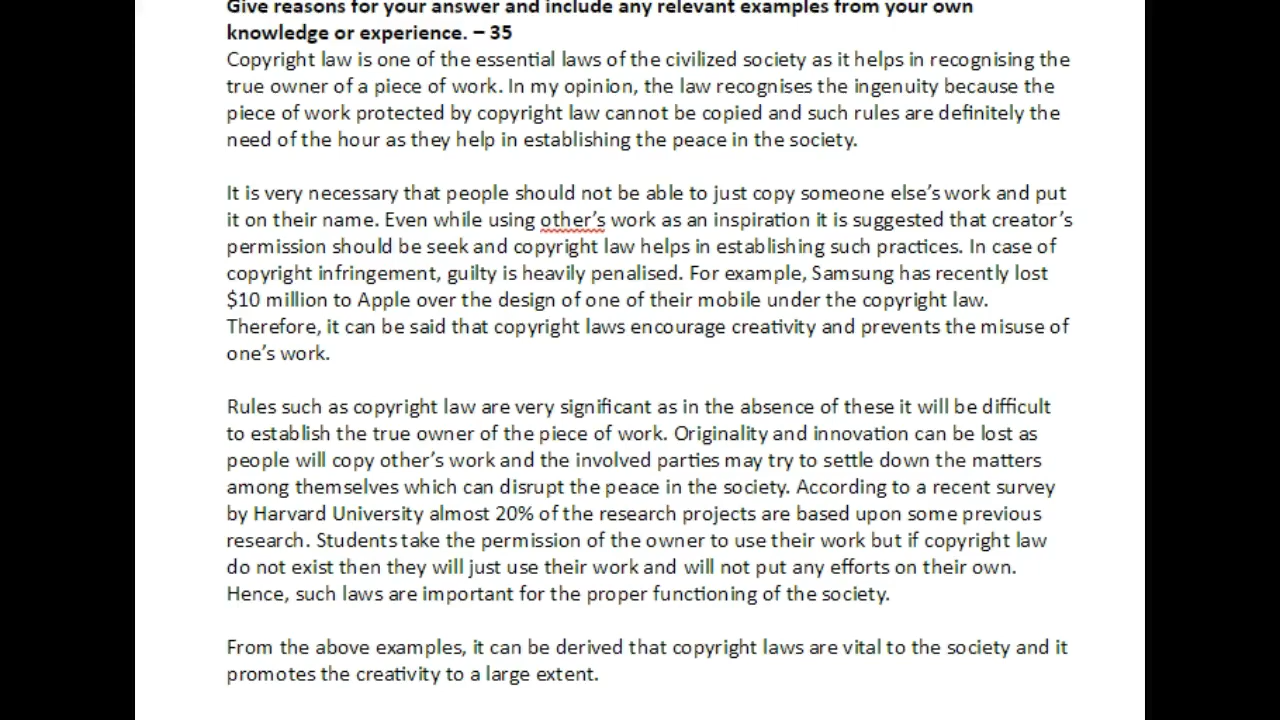 Give reasons for your answer and include any relevant examples from your own
knowledge or experience. – 35
Copyright law is one of the essential laws of the civilized society as it helps in recognising the
true owner of a piece of work. In my opinion, the law recognises the ingenuity because the
piece of work protected by copyright law cannot be copied and such rules are definitely the
need of the hour as they help in establishing the peace in the society.
It is very necessary that people should not be able to just copy someone else’s work and put
it on their name. Even while using other’s work as an inspiration it is suggested that creator’s
permission should be seek and copyright law helps in establishing such practices. In case of
copyright infringement, guilty is heavily penalised. For example, Samsung has recently lost
$10 million to Apple over the design of one of their mobile under the copyright law.
Therefore, it can be said that copyright laws encourage creativity and prevents the misuse of
one’s work.
Rules such as copyright law are very significant as in the absence of these it will be difficult
to establish the true owner of the piece of work. Originality and innovation can be lost as
people will copy other’s work and the involved parties may try to settle down the matters
among themselves which can disrupt the peace in the society. According to a recent survey
by Harvard University almost 20% of the research projects are based upon some previous
research. Students take the permission of the owner to use their work but if copyright law
do not exist then they will just use their work and will not put any efforts on their own.
Hence, such laws are important for the proper functioning of the society.
From the above examples, it can be derived that copyright laws are vital to the society and it
promotes the creativity to a large extent.